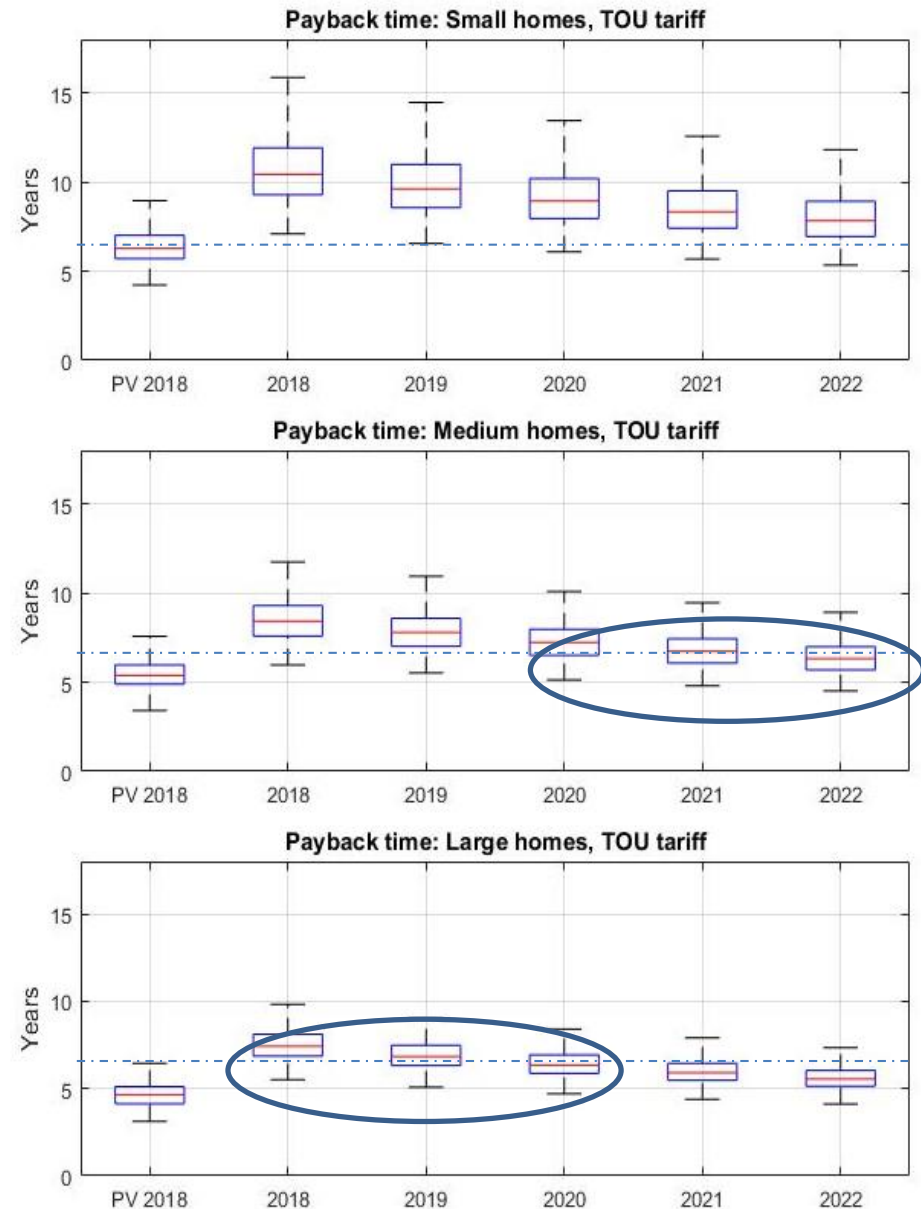 Payback time: Small homes, TOU tariff
15
10
5
0
Years
PV 2018 2018 2019 2020 2021 2022
Payback time: Medium homes, TOU tariff
15
10
5
0
Years
PV 2018 2018 2019 2020 2021 2022
Payback time: Large homes, TOU tariff
15
10
5
0
Years
PV 2018 2018 2019 2020 2021 2022